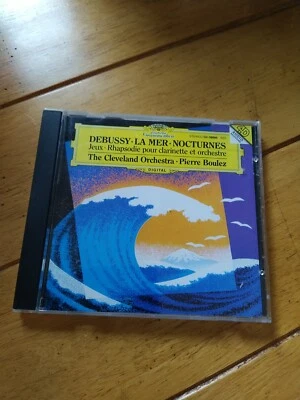 DEBUSSY · LA MER · NOCTURNES
Jeux · Rhapsodie pour clarinette et orchestre
The Cleveland Orchestra · Pierre Boulez
DIGITAL